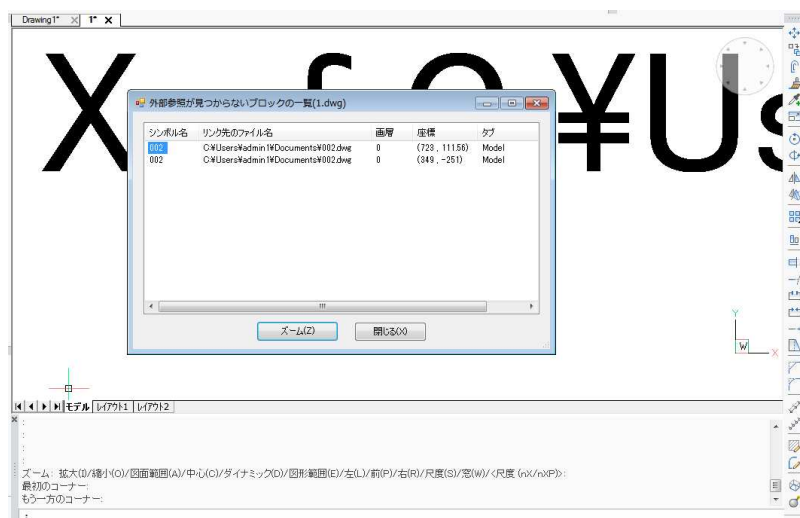 Drawing1* 1*
Xref C:¥Us
外部参照が見つからないブロックの一覧(1.dwg)
シンボル名 リンク先のファイル名 画層 座標 タブ
002 C:¥Users¥admin1¥Documents¥002.dwg 0 (723 , 111.56) Model
002 C:¥Users¥admin1¥Documents¥002.dwg 0 (349 , -251) Model
ズーム(Z) 閉じる(X)
Y
W X
モデル レイアウト1 レイアウト2
:
:
:
:
ズーム: 拡大(I)/縮小(O)/図面範囲(A)/中心(C)/ダイナミック(D)/図形範囲(E)/左(L)/前(P)/右(R)/尺度(S)/窓(W)/<尺度 (nX/nXP)>:
最初のコーナー:
もう一方のコーナー:
: